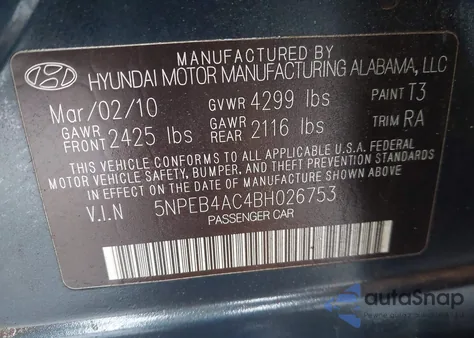 MANUFACTURED BY
HYUNDAI MOTOR MANUFACTURING ALABAMA, LLC
Mar/02/10 GVWR 4299 lbs PAINT T3
GAWR FRONT 2425 lbs GAWR REAR 2116 lbs TRIM RA
THIS VEHICLE CONFORMS TO ALL APPLICABLE U.S.A. FEDERAL
MOTOR VEHICLE SAFETY, BUMPER, AND THEFT PREVENTION STANDARDS
IN EFFECT ON THE DATE OF MANUFACTURE SHOWN ABOVE.
V.I.N 5NPEB4AC4BH026753
PASSENGER CAR
autoSnap